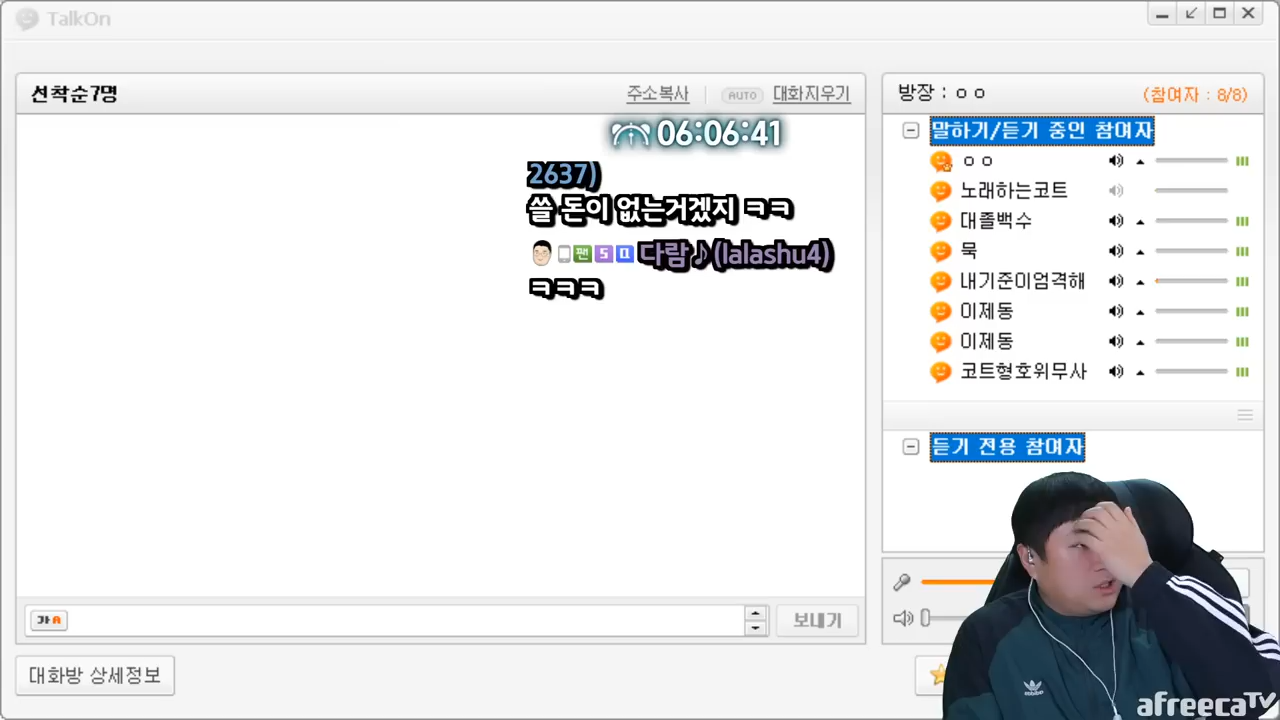 TalkOn
선착순7명
주소복사
AUTO
대화지우기
06:06:41
2637)
쓸 돈이 없는거겠지 ㅋㅋ
팬 5 다람♪(lalashu4)
ㅋㅋㅋ
가A
보내기
대화방 상세정보
방장 : ㅇㅇ
(참여자 : 8/8)
말하기/듣기 중인 참여자
ㅇㅇ
노래하는코트
대졸백수
묵
내기준이엄격해
이제동
이제동
코트형호위무사
듣기 전용 참여자
adidas
afreecaTV